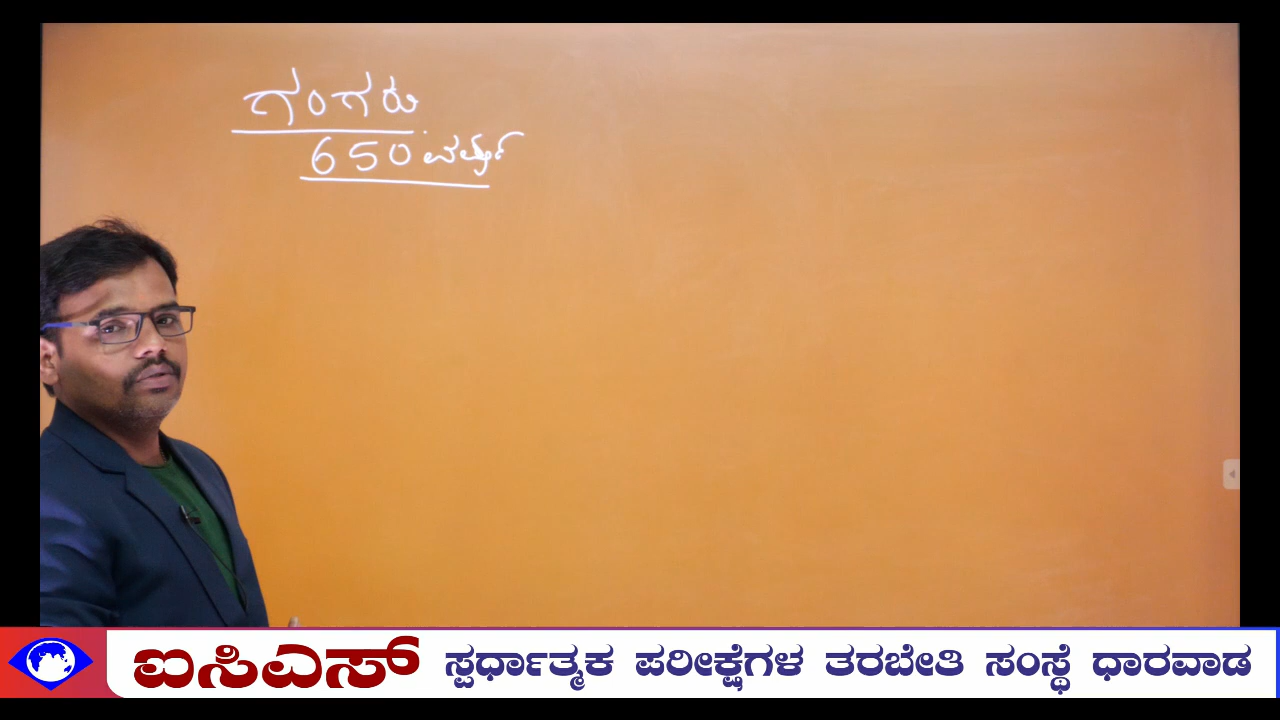 ಗಂಗರು
650 ವರ್ಷ
ಐಸಿಎಸ್ ಸ್ಪರ್ಧಾತ್ಮಕ ಪರೀಕ್ಷೆಗಳ ತರಬೇತಿ ಸಂಸ್ಥೆ ಧಾರವಾಡ